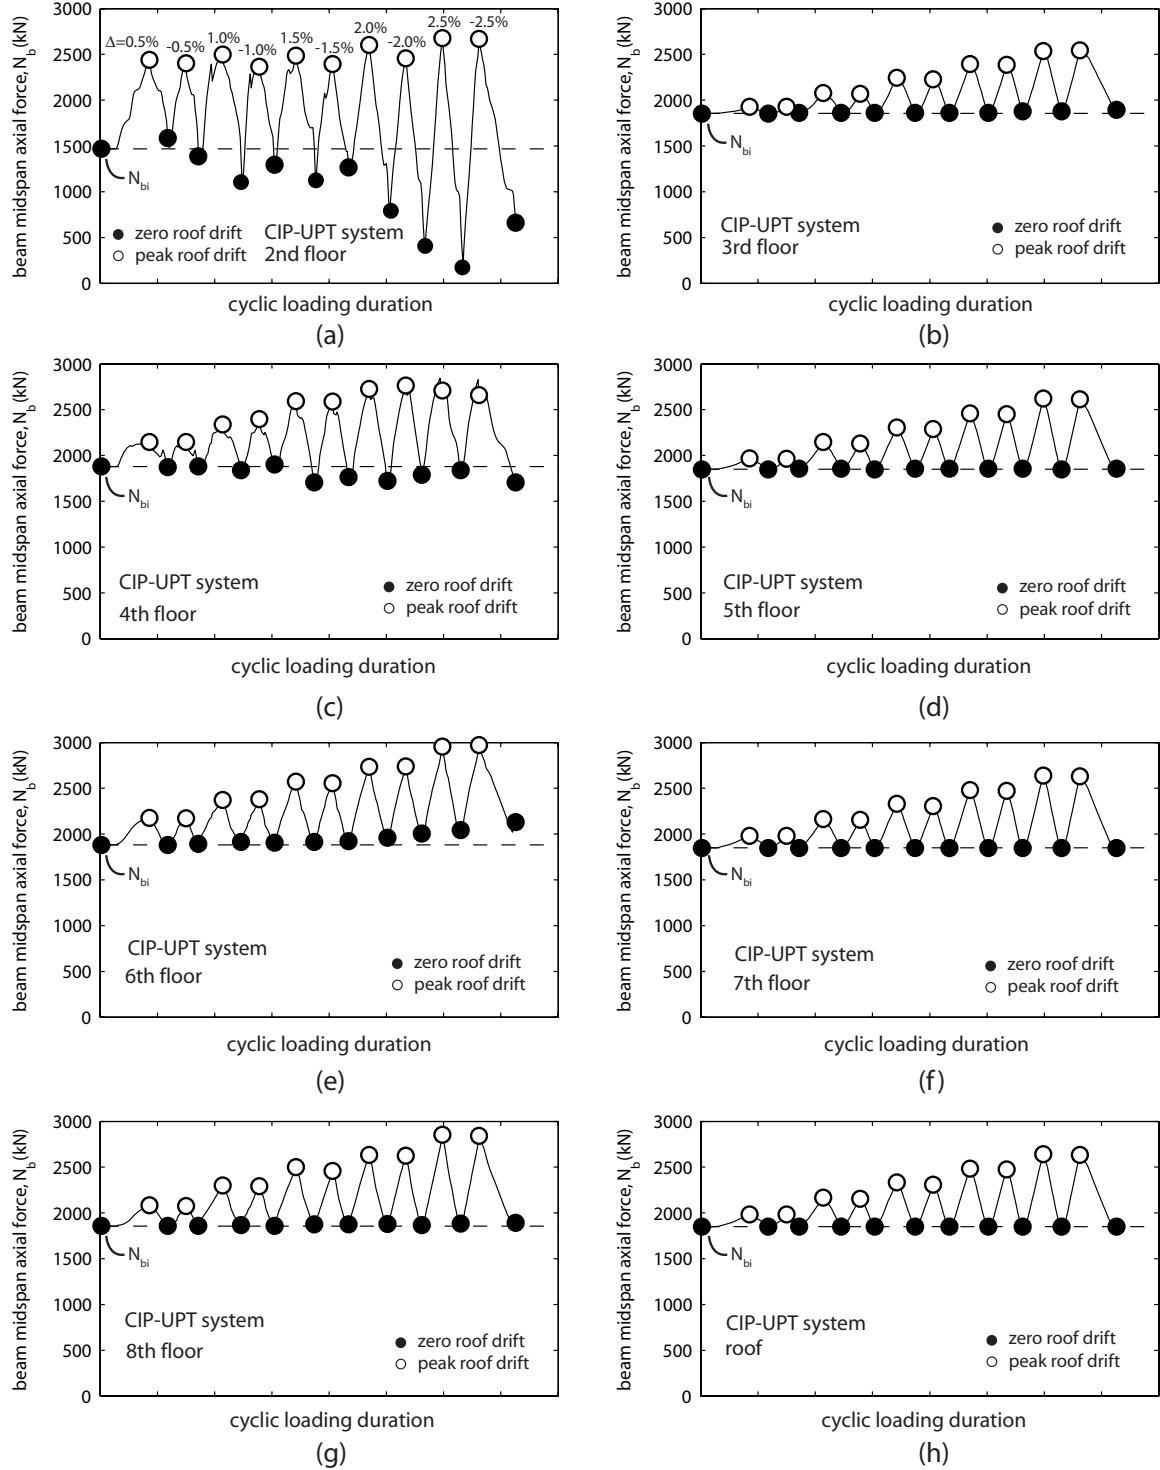 3000
2500
2000
1500
1000
500
0
beam midspan axial force, N_b (kN)
Δ=0.5%
-0.5%
1.0%
-1.0%
1.5%
-1.5%
2.0%
-2.0%
2.5%
-2.5%
N_bi
zero roof drift
peak roof drift
CIP-UPT system
2nd floor
cyclic loading duration
(a)
3000
2500
2000
1500
1000
500
0
beam midspan axial force, N_b (kN)
N_bi
CIP-UPT system
3rd floor
zero roof drift
peak roof drift
cyclic loading duration
(b)
3000
2500
2000
1500
1000
500
0
beam midspan axial force, N_b (kN)
N_bi
CIP-UPT system
4th floor
zero roof drift
peak roof drift
cyclic loading duration
(c)
3000
2500
2000
1500
1000
500
0
beam midspan axial force, N_b (kN)
N_bi
CIP-UPT system
5th floor
zero roof drift
peak roof drift
cyclic loading duration
(d)
3000
2500
2000
1500
1000
500
0
beam midspan axial force, N_b (kN)
N_bi
CIP-UPT system
6th floor
zero roof drift
peak roof drift
cyclic loading duration
(e)
3000
2500
2000
1500
1000
500
0
beam midspan axial force, N_b (kN)
N_bi
CIP-UPT system
7th floor
zero roof drift
peak roof drift
cyclic loading duration
(f)
3000
2500
2000
1500
1000
500
0
beam midspan axial force, N_b (kN)
N_bi
CIP-UPT system
8th floor
zero roof drift
peak roof drift
cyclic loading duration
(g)
3000
2500
2000
1500
1000
500
0
beam midspan axial force, N_b (kN)
N_bi
CIP-UPT system
roof
zero roof drift
peak roof drift
cyclic loading duration
(h)